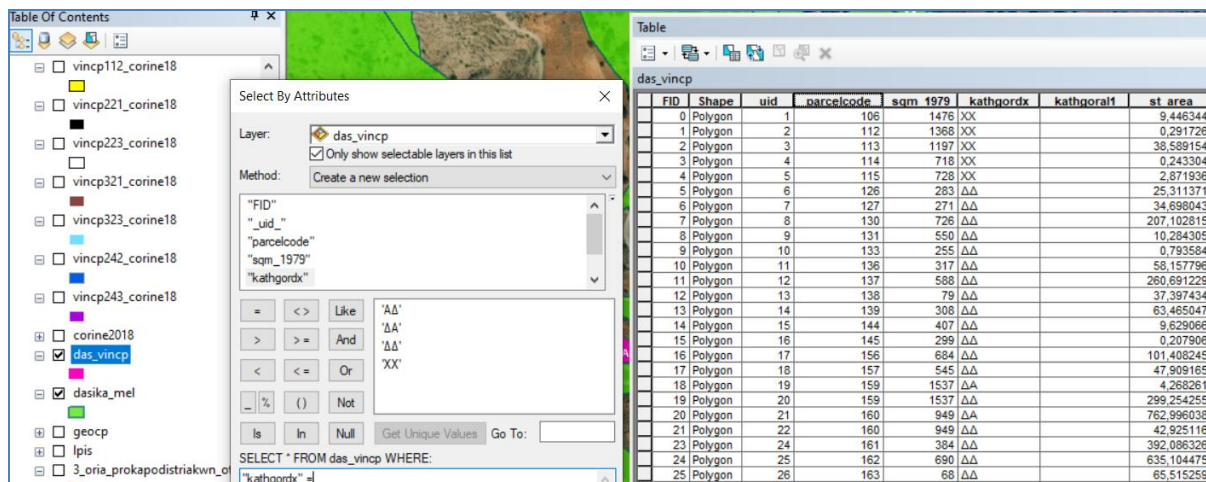 Table Of Contents
vincp112_corine18
vincp221_corine18
vincp223_corine18
vincp321_corine18
vincp323_corine18
vincp242_corine18
vincp243_corine18
corine2018
das_vincp
dasika_mel
geocp
lpis
3_oria_prokapodistriakwn_
Select By Attributes
Layer: das_vincp
Only show selectable layers in this list
Method: Create a new selection
"FID"
"_uid_"
"parcelcode"
"sqm_1979"
"kathgordx"
= < > Like
> > = And
< < = Or
_ % () Not
Is In Null Get Unique Values Go To:
'ΑΔ'
'ΔΑ'
'ΔΔ'
'ΧΧ'
SELECT * FROM das_vincp WHERE:
"kathgordx" =
Table
das_vincp
FID Shape uid parcelcode sqm_1979 kathgordx kathgoral1 st_area
0 Polygon 1 106 1476 ΧΧ 9,446344
1 Polygon 2 112 1368 ΧΧ 0,291726
2 Polygon 3 113 1197 ΧΧ 38,589154
3 Polygon 4 114 718 ΧΧ 0,243304
4 Polygon 5 115 728 ΧΧ 2,871936
5 Polygon 6 126 283 ΔΔ 25,311371
6 Polygon 7 127 271 ΔΔ 34,698043
7 Polygon 8 130 726 ΔΔ 207,102815
8 Polygon 9 131 550 ΔΔ 10,284305
9 Polygon 10 133 255 ΔΔ 0,793584
10 Polygon 11 136 317 ΔΔ 58,157796
11 Polygon 12 137 588 ΔΔ 260,691229
12 Polygon 13 138 79 ΔΔ 37,397434
13 Polygon 14 139 308 ΔΔ 63,465047
14 Polygon 15 144 407 ΔΔ 9,629066
15 Polygon 16 145 299 ΔΔ 0,207906
16 Polygon 17 156 684 ΔΔ 101,408245
17 Polygon 18 157 545 ΔΔ 47,909165
18 Polygon 19 159 1537 ΔΑ 4,268261
19 Polygon 20 159 1537 ΔΔ 299,254255
20 Polygon 21 160 949 ΔΑ 762,996038
21 Polygon 22 160 949 ΔΔ 42,925116
23 Polygon 24 161 384 ΔΔ 392,086326
24 Polygon 25 162 690 ΔΔ 635,104475
25 Polygon 26 163 68 ΔΔ 65,515259